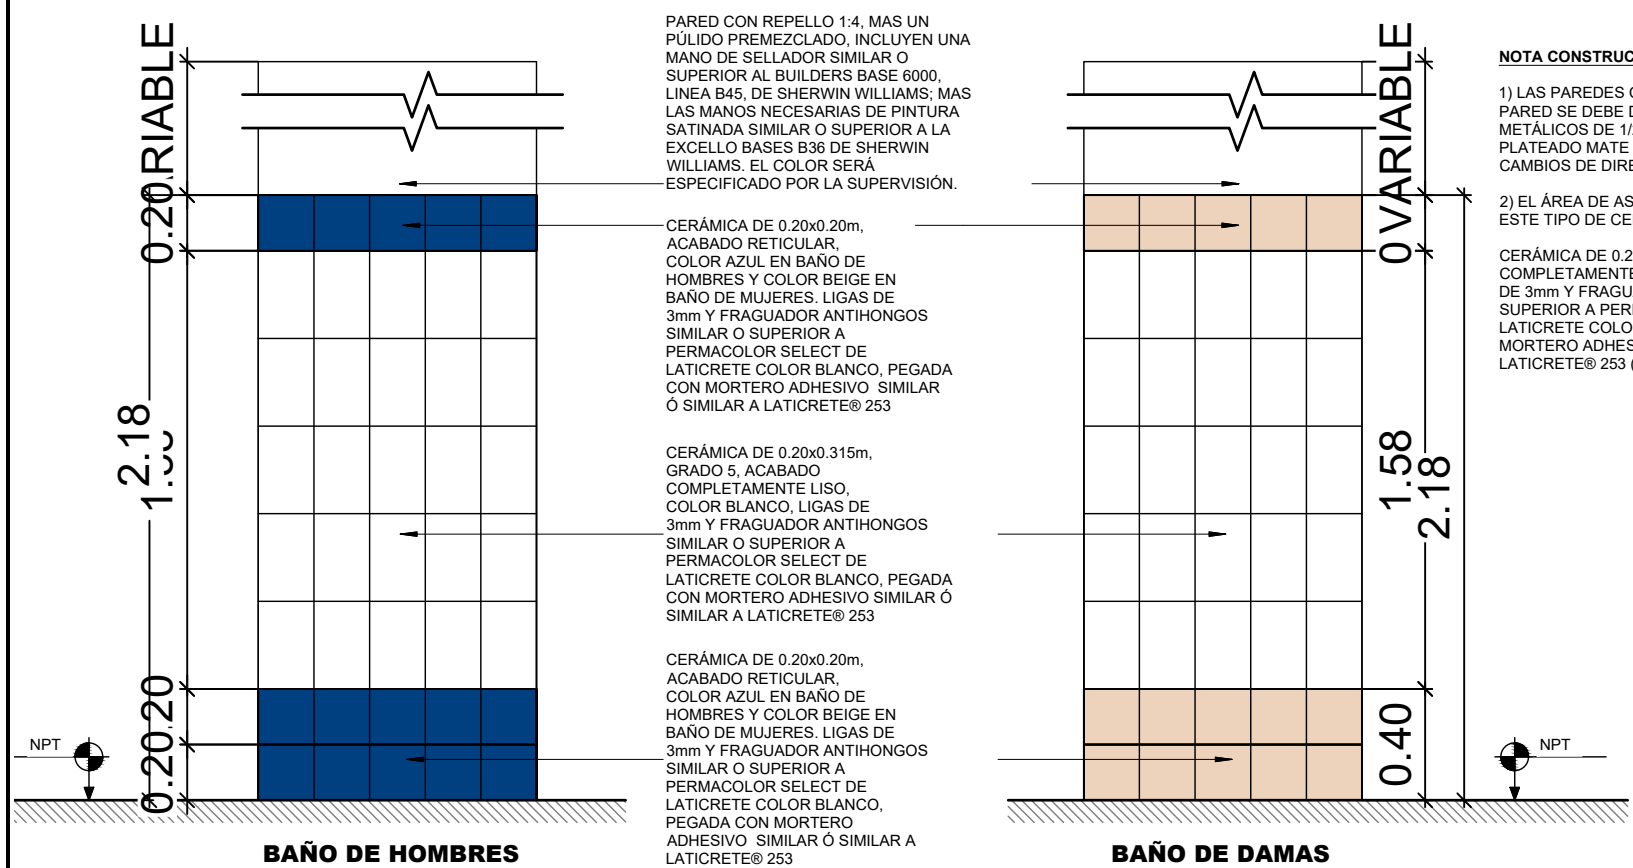 VARIABLE
0.20
2.18
0.20
0.20
NPT
BAÑO DE HOMBRES
PARED CON REPELLO 1:4, MAS UN
PÚLIDO PREMEZCLADO, INCLUYEN UNA
MANO DE SELLADOR SIMILAR O
SUPERIOR AL BUILDERS BASE 6000,
LINEA B45, DE SHERWIN WILLIAMS; MAS
LAS MANOS NECESARIAS DE PINTURA
SATINADA SIMILAR O SUPERIOR A LA
EXCELLO BASES B36 DE SHERWIN
WILLIAMS. EL COLOR SERÁ
ESPECIFICADO POR LA SUPERVISIÓN.
CERÁMICA DE 0.20x0.20m,
ACABADO RETICULAR,
COLOR AZUL EN BAÑO DE
HOMBRES Y COLOR BEIGE EN
BAÑO DE MUJERES. LIGAS DE
3mm Y FRAGUADOR ANTIHONGOS
SIMILAR O SUPERIOR A
PERMACOLOR SELECT DE
LATICRETE COLOR BLANCO, PEGADA
CON MORTERO ADHESIVO SIMILAR
Ó SIMILAR A LATICRETE® 253
CERÁMICA DE 0.20x0.315m,
GRADO 5, ACABADO
COMPLETAMENTE LISO,
COLOR BLANCO, LIGAS DE
3mm Y FRAGUADOR ANTIHONGOS
SIMILAR O SUPERIOR A
PERMACOLOR SELECT DE
LATICRETE COLOR BLANCO, PEGADA
CON MORTERO ADHESIVO SIMILAR Ó
SIMILAR A LATICRETE® 253
CERÁMICA DE 0.20x0.20m,
ACABADO RETICULAR,
COLOR AZUL EN BAÑO DE
HOMBRES Y COLOR BEIGE EN
BAÑO DE MUJERES. LIGAS DE
3mm Y FRAGUADOR ANTIHONGOS
SIMILAR O SUPERIOR A
PERMACOLOR SELECT DE
LATICRETE COLOR BLANCO,
PEGADA CON MORTERO
ADHESIVO SIMILAR Ó SIMILAR A
LATICRETE® 253
VARIABLE
0
1.58
2.18
0.40
NPT
BAÑO DE DAMAS
NOTA CONSTRUC
1) LAS PAREDES
PARED SE DEBE
METÁLICOS DE 1/
PLATEADO MATE
CAMBIOS DE DIRE
2) EL ÁREA DE AS
ESTE TIPO DE CE
CERÁMICA DE 0.2
COMPLETAMENTE
DE 3mm Y FRAGU
SUPERIOR A PER
LATICRETE COLO
MORTERO ADHES
LATICRETE® 253 (